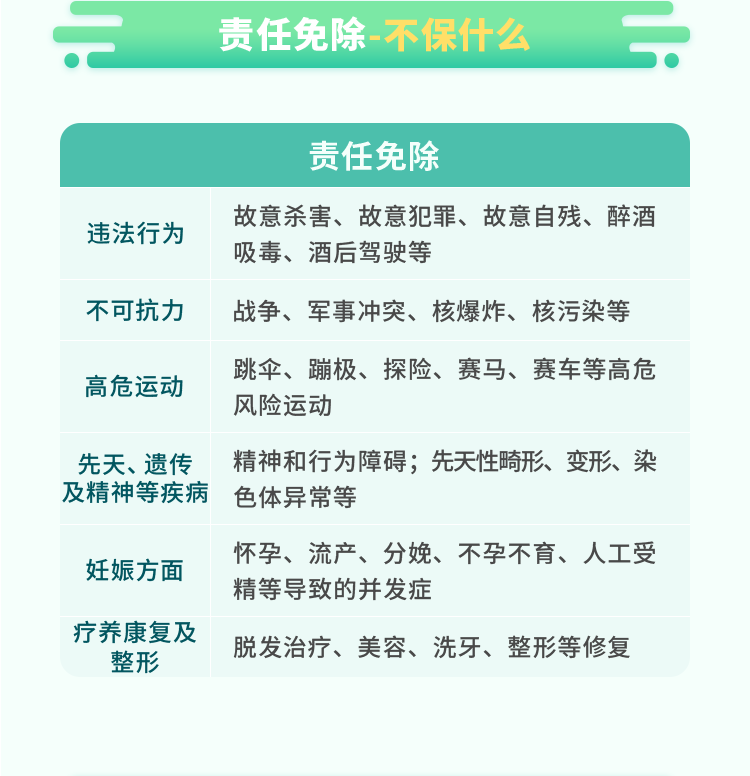 责任免除-不保什么
责任免除
违法行为
故意杀害、故意犯罪、故意自残、醉酒
吸毒、酒后驾驶等
不可抗力
战争、军事冲突、核爆炸、核污染等
高危运动
跳伞、蹦极、探险、赛马、赛车等高危
风险运动
先天、遗传
及精神等疾病
精神和行为障碍；先天性畸形、变形、染
色体异常等
妊娠方面
怀孕、流产、分娩、不孕不育、人工受
精等导致的并发症
疗养康复及
整形
脱发治疗、美容、洗牙、整形等修复